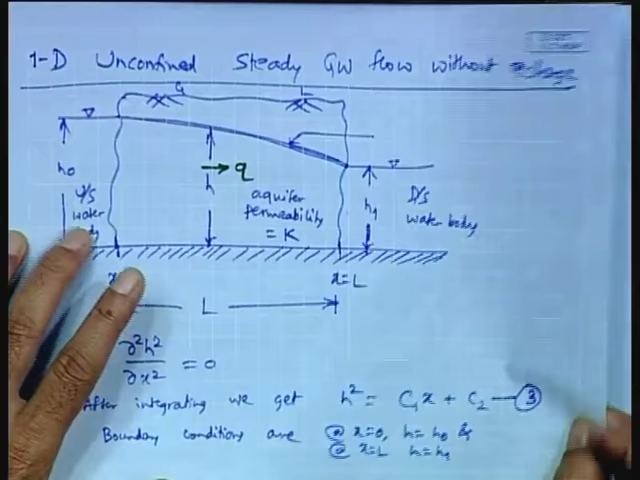 1-D Unconfined Steady GW flow without
G L
h₀ U/S water body
h → q
aquifer permeability = K
h₁
D/S water body
x=L
L
∂²h²/∂x² = 0
After integrating we get h² = C₁x + C₂ — ③
Boundary conditions are @ x=0, h=h₀ &
@ x=L h=h₁